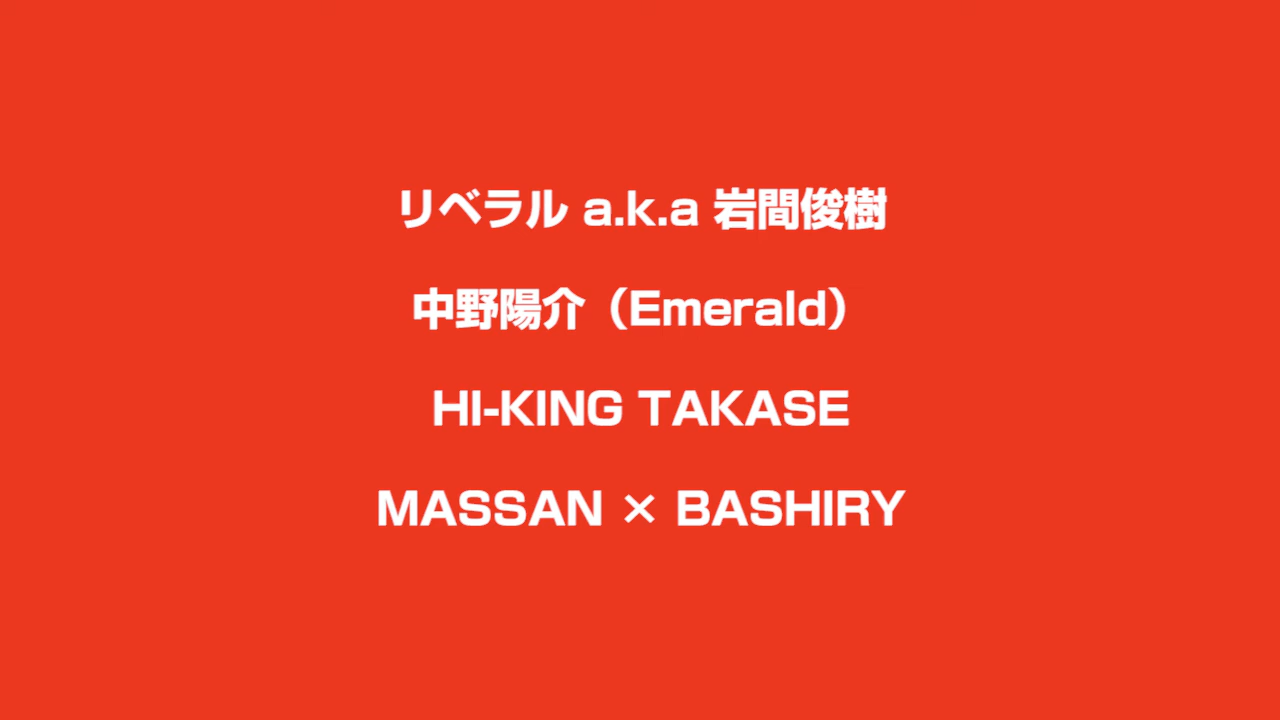 リベラル a.k.a 岩間俊樹
中野陽介（Emerald）
HI-KING TAKASE
MASSAN × BASHIRY